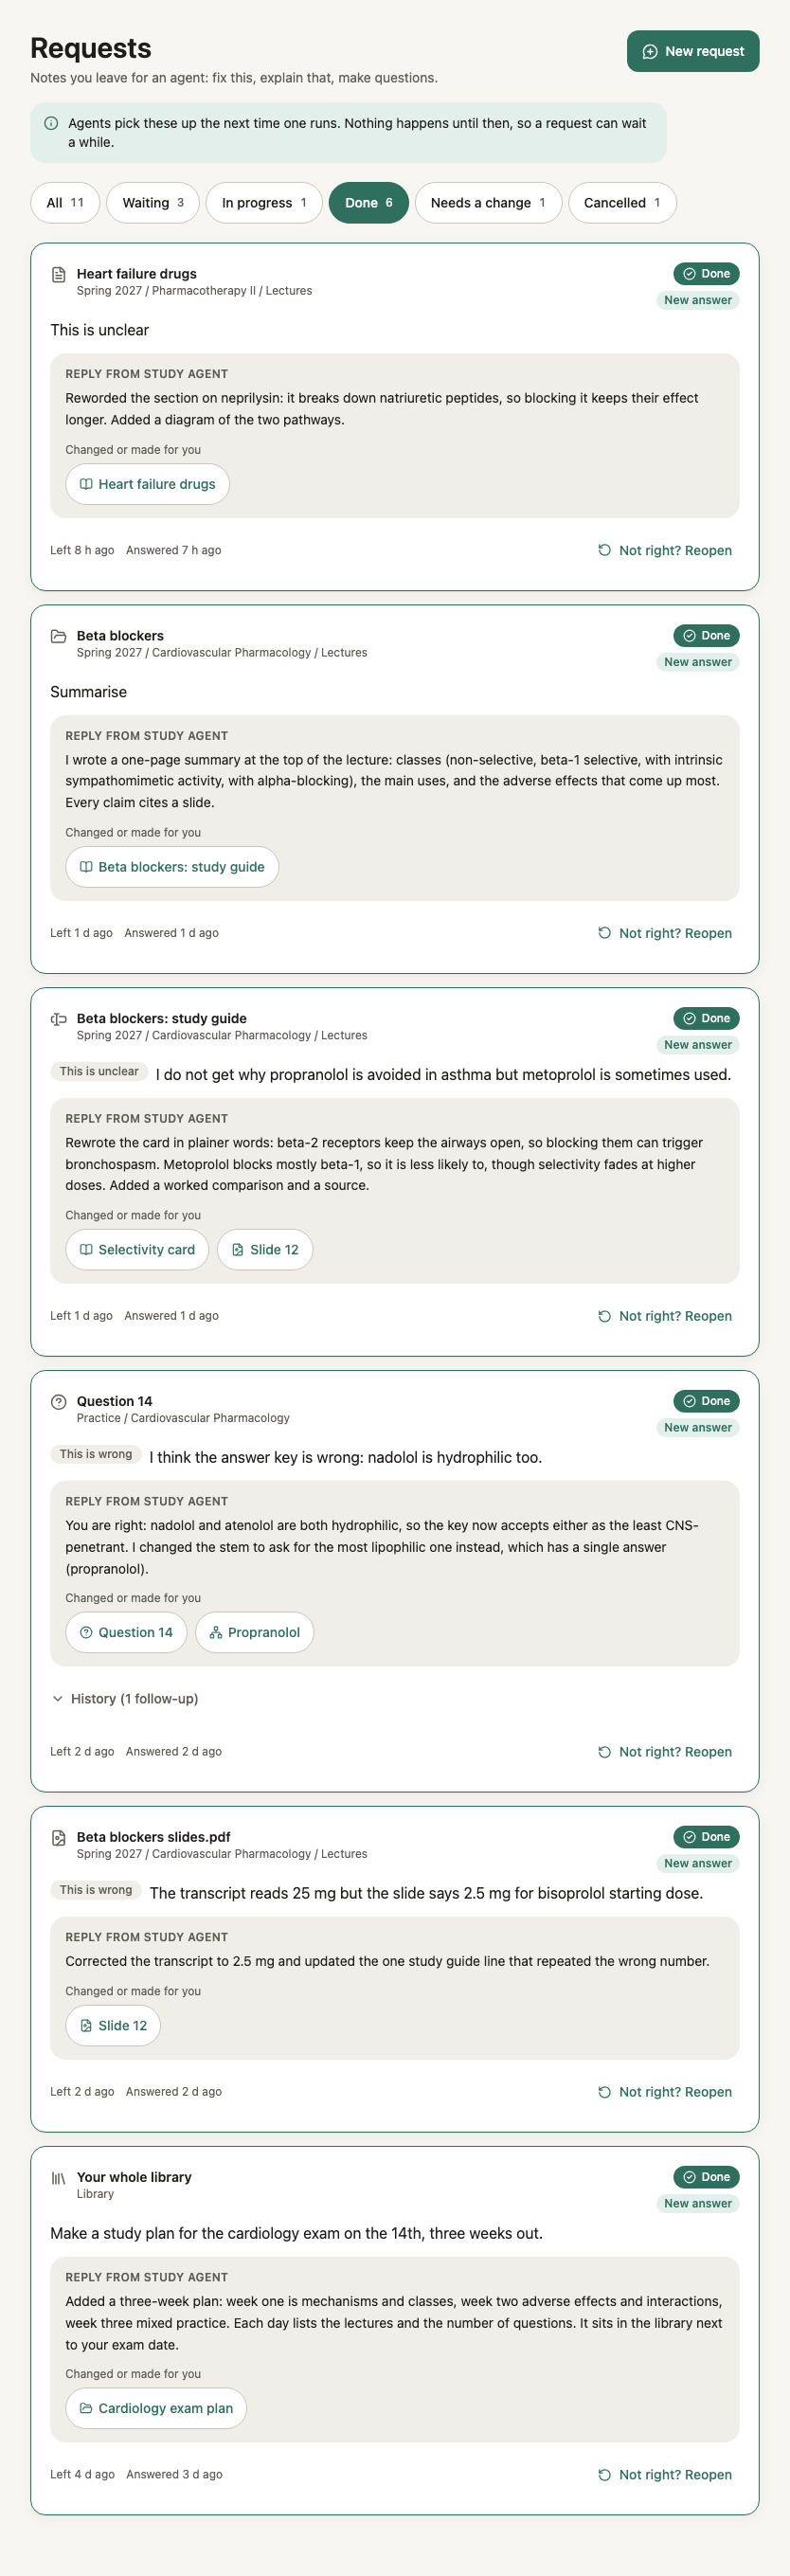 Requests
New request
Notes you leave for an agent: fix this, explain that, make questions.
Agents pick these up the next time one runs. Nothing happens until then, so a request can wait
a while.
All 11 Waiting 3 In progress 1 Done 6 Needs a change 1 Cancelled 1
Heart failure drugs
Spring 2027 / Pharmacotherapy II / Lectures
Done
New answer
This is unclear
REPLY FROM STUDY AGENT
Reworded the section on neprilysin: it breaks down natriuretic peptides, so blocking it keeps their effect
longer. Added a diagram of the two pathways.
Changed or made for you
Heart failure drugs
Left 8 h ago Answered 7 h ago
Not right? Reopen
Beta blockers
Spring 2027 / Cardiovascular Pharmacology / Lectures
Done
New answer
Summarise
REPLY FROM STUDY AGENT
I wrote a one-page summary at the top of the lecture: classes (non-selective, beta-1 selective, with intrinsic
sympathomimetic activity, with alpha-blocking), the main uses, and the adverse effects that come up most.
Every claim cites a slide.
Changed or made for you
Beta blockers: study guide
Left 1 d ago Answered 1 d ago
Not right? Reopen
Beta blockers: study guide
Spring 2027 / Cardiovascular Pharmacology / Lectures
Done
New answer
This is unclear I do not get why propranolol is avoided in asthma but metoprolol is sometimes used.
REPLY FROM STUDY AGENT
Rewrote the card in plainer words: beta-2 receptors keep the airways open, so blocking them can trigger
bronchospasm. Metoprolol blocks mostly beta-1, so it is less likely to, though selectivity fades at higher
doses. Added a worked comparison and a source.
Changed or made for you
Selectivity card Slide 12
Left 1 d ago Answered 1 d ago
Not right? Reopen
Question 14
Practice / Cardiovascular Pharmacology
Done
New answer
This is wrong I think the answer key is wrong: nadolol is hydrophilic too.
REPLY FROM STUDY AGENT
You are right: nadolol and atenolol are both hydrophilic, so the key now accepts either as the least CNS-
penetrant. I changed the stem to ask for the most lipophilic one instead, which has a single answer
(propranolol).
Changed or made for you
Question 14 Propranolol
History (1 follow-up)
Left 2 d ago Answered 2 d ago
Not right? Reopen
Beta blockers slides.pdf
Spring 2027 / Cardiovascular Pharmacology / Lectures
Done
New answer
This is wrong The transcript reads 25 mg but the slide says 2.5 mg for bisoprolol starting dose.
REPLY FROM STUDY AGENT
Corrected the transcript to 2.5 mg and updated the one study guide line that repeated the wrong number.
Changed or made for you
Slide 12
Left 2 d ago Answered 2 d ago
Not right? Reopen
Your whole library
Library
Done
New answer
Make a study plan for the cardiology exam on the 14th, three weeks out.
REPLY FROM STUDY AGENT
Added a three-week plan: week one is mechanisms and classes, week two adverse effects and interactions,
week three mixed practice. Each day lists the lectures and the number of questions. It sits in the library next
to your exam date.
Changed or made for you
Cardiology exam plan
Left 4 d ago Answered 3 d ago
Not right? Reopen